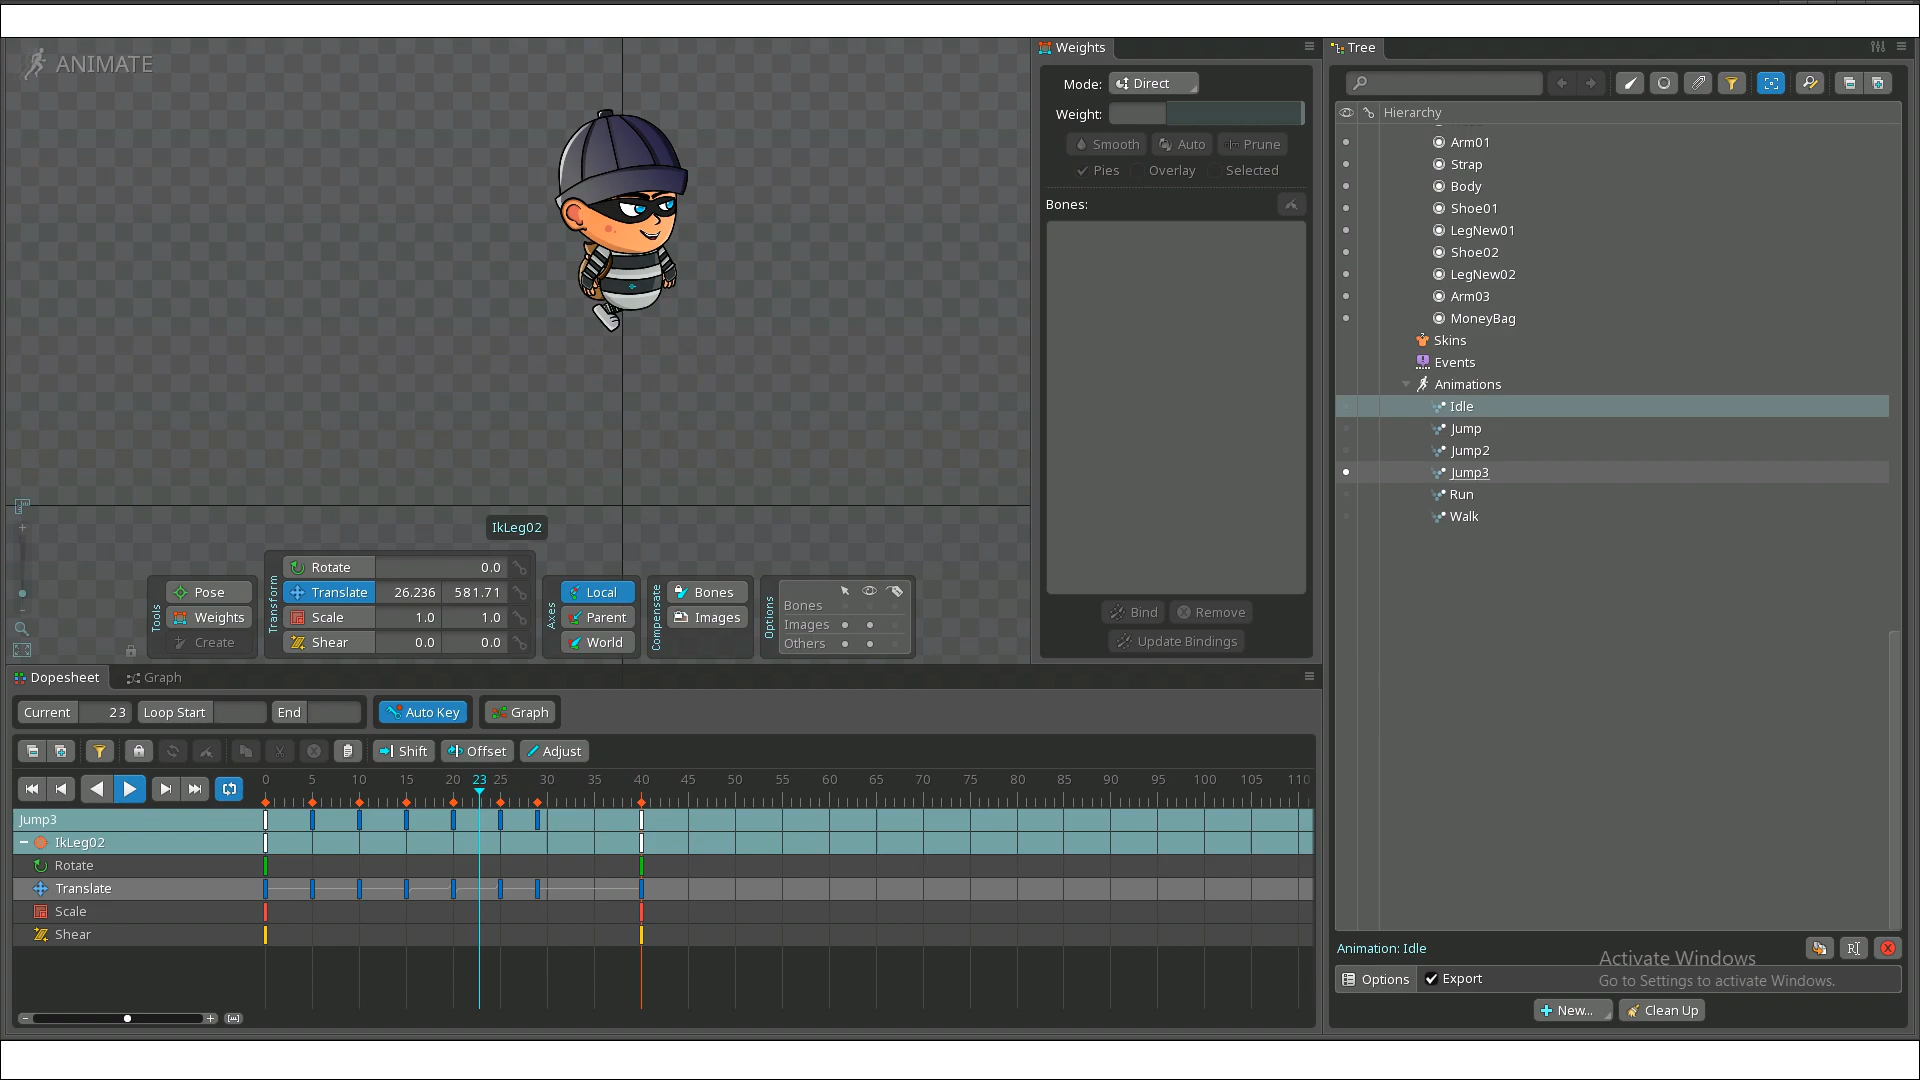 ANIMATE
IkLeg02
Tools
Pose
Weights
Create
Transform
Rotate 0.0
Translate 26.236 581.71
Scale 1.0 1.0
Shear 0.0 0.0
Axes
Local
Parent
World
Compensate
Bones
Images
Options
Bones
Images
Others
Weights
Mode: Direct
Weight:
Smooth Auto Prune
Pies Overlay Selected
Bones:
Bind Remove
Update Bindings
Tree
Hierarchy
Arm01
Strap
Body
Shoe01
LegNew01
Shoe02
LegNew02
Arm03
MoneyBag
Skins
Events
Animations
Idle
Jump
Jump2
Jump3
Run
Walk
Animation: Idle
Options Export
New... Clean Up
Activate Windows
Go to Settings to activate Windows.
Dopesheet Graph
Current 23 Loop Start End Auto Key Graph
Shift Offset Adjust
0 5 10 15 20 23 25 30 35 40 45 50 55 60 65 70 75 80 85 90 95 100 105 110
Jump3
IkLeg02
Rotate
Translate
Scale
Shear